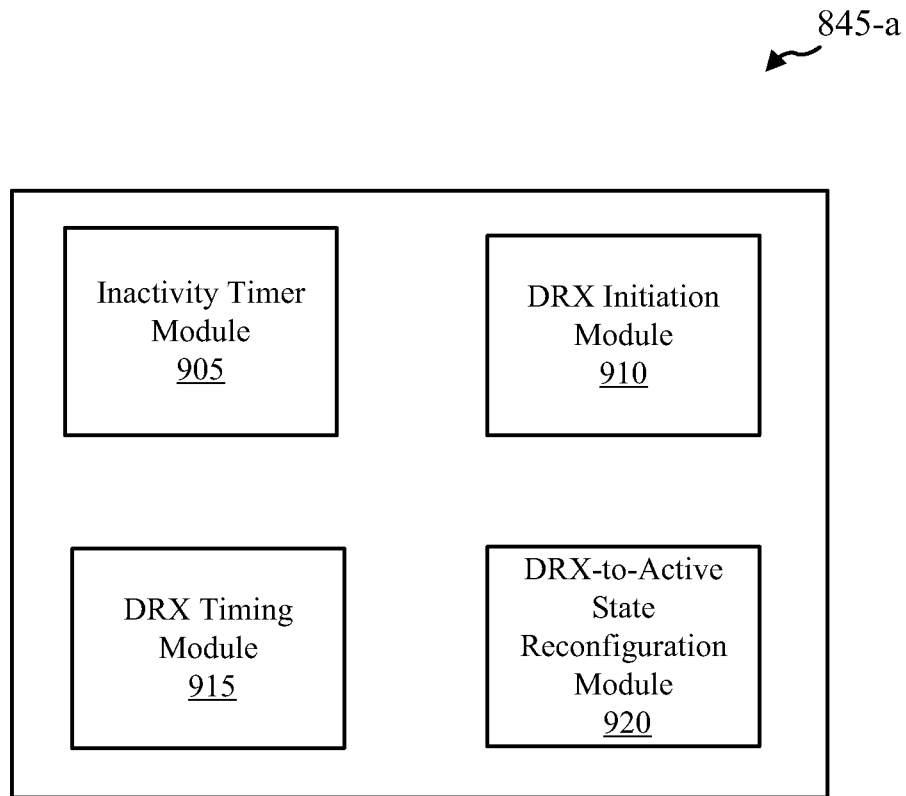 845-a
Inactivity Timer
Module
905
DRX Initiation
Module
910
DRX Timing
Module
915
DRX-to-Active
State
Reconfiguration
Module
920